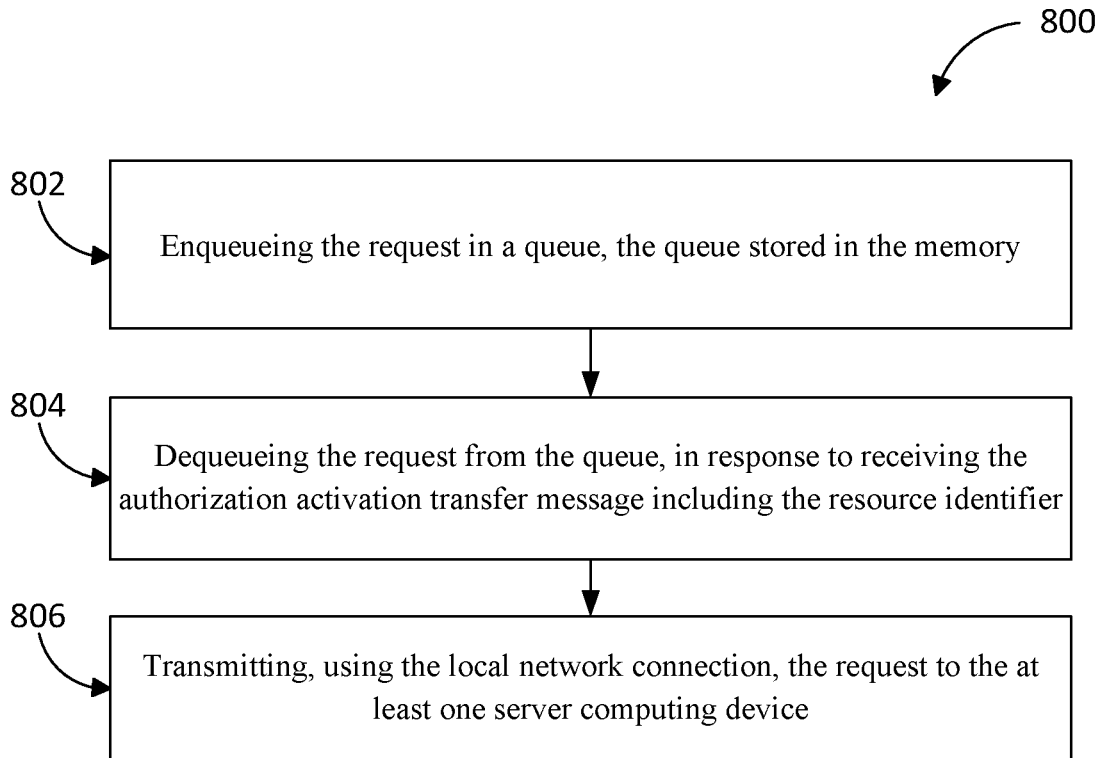 800
802
Enqueueing the request in a queue, the queue stored in the memory
804
Dequeueing the request from the queue, in response to receiving the
authorization activation transfer message including the resource identifier
806
Transmitting, using the local network connection, the request to the at
least one server computing device